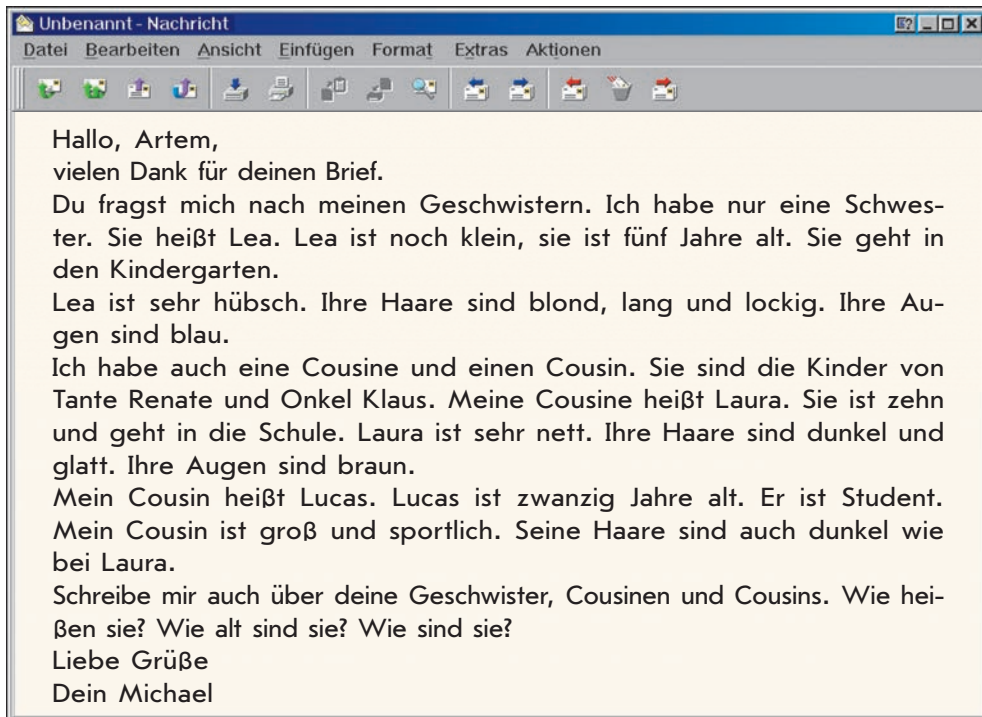 Unbenannt - Nachricht
Datei Bearbeiten Ansicht Einfügen Format Extras Aktionen
Hallo, Artem,
vielen Dank für deinen Brief.
Du fragst mich nach meinen Geschwistern. Ich habe nur eine Schwes-
ter. Sie heißt Lea. Lea ist noch klein, sie ist fünf Jahre alt. Sie geht in
den Kindergarten.
Lea ist sehr hübsch. Ihre Haare sind blond, lang und lockig. Ihre Au-
gen sind blau.
Ich habe auch eine Cousine und einen Cousin. Sie sind die Kinder von
Tante Renate und Onkel Klaus. Meine Cousine heißt Laura. Sie ist zehn
und geht in die Schule. Laura ist sehr nett. Ihre Haare sind dunkel und
glatt. Ihre Augen sind braun.
Mein Cousin heißt Lucas. Lucas ist zwanzig Jahre alt. Er ist Student.
Mein Cousin ist groß und sportlich. Seine Haare sind auch dunkel wie
bei Laura.
Schreibe mir auch über deine Geschwister, Cousinen und Cousins. Wie hei-
ßen sie? Wie alt sind sie? Wie sind sie?
Liebe Grüße
Dein Michael